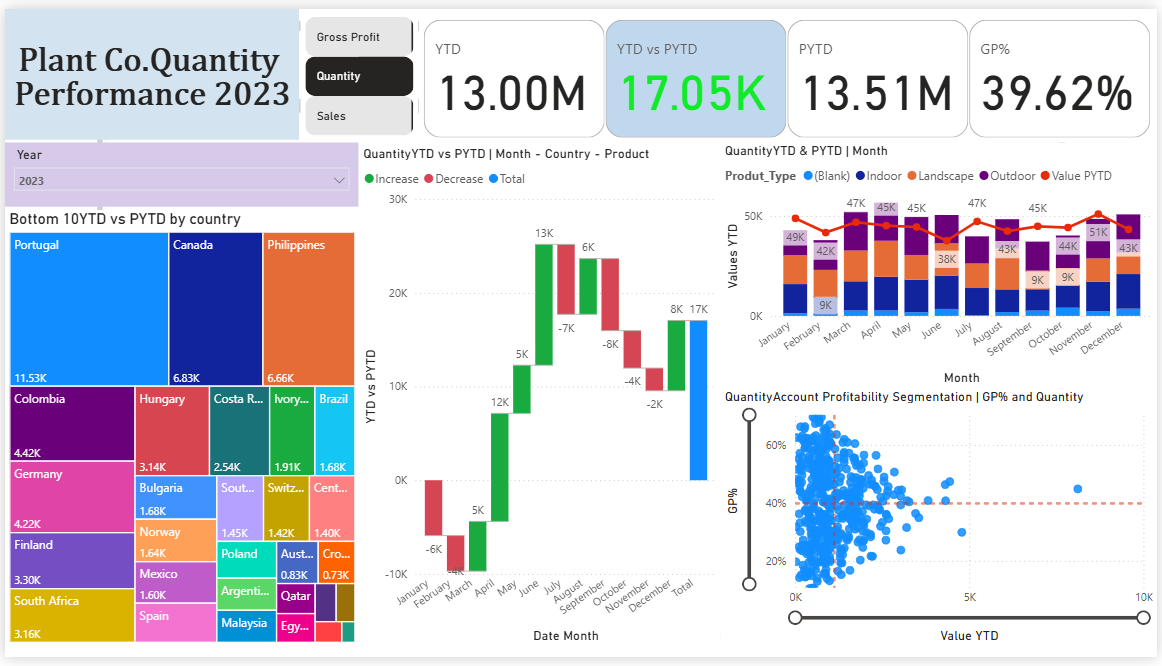 Plant Co.Quantity
Performance 2023
Gross Profit
Quantity
Sales
YTD
13.00M
YTD vs PYTD
17.05K
PYTD
13.51M
GP%
39.62%
Year
2023
Bottom 10YTD vs PYTD by country
Portugal
11.53K
Canada
6.83K
Philippines
6.66K
Colombia
4.42K
Germany
4.22K
Finland
3.30K
South Africa
3.16K
Hungary
3.14K
Costa R...
2.54K
Ivory...
1.91K
Brazil
1.68K
Bulgaria
1.68K
Norway
1.64K
Mexico
1.60K
Spain
Sout...
1.45K
Switz...
1.42K
Cent...
1.40K
Poland
Argenti...
Malaysia
Aust...
0.83K
Cro...
0.73K
Qatar
Egy...
QuantityYTD vs PYTD | Month - Country - Product
Increase Decrease Total
YTD vs PYTD
30K
20K
10K
0K
-10K
-6K
-4K
5K
12K
5K
13K
-7K
6K
-8K
-4K
-2K
8K
17K
January
February
March
April
May
June
July
August
September
October
November
December
Total
Date Month
QuantityYTD & PYTD | Month
Produt_Type (Blank) Indoor Landscape Outdoor Value PYTD
Values YTD
50K
0K
49K
42K
9K
47K
45K
45K
38K
47K
43K
45K
9K
44K
9K
51K
43K
January
February
March
April
May
June
July
August
September
October
November
December
Month
QuantityAccount Profitability Segmentation | GP% and Quantity
GP%
60%
40%
20%
0K
5K
10K
Value YTD